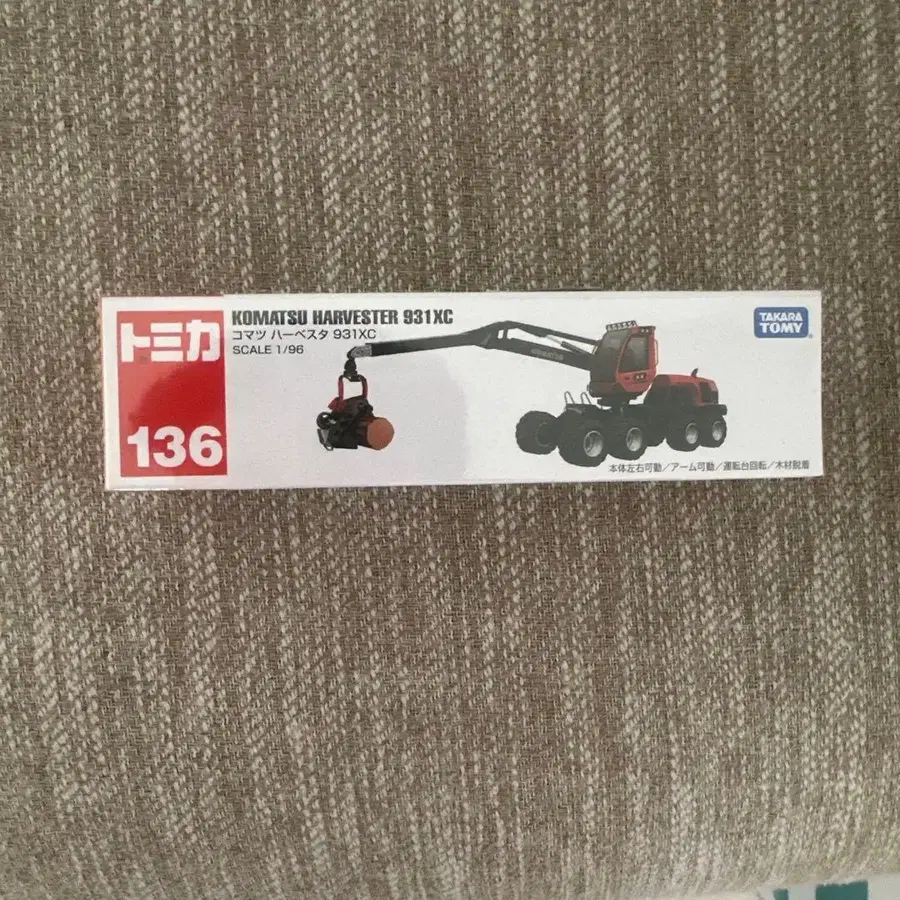 トミカ
136
KOMATSU HARVESTER 931XC
コマツ ハーベスタ 931XC
SCALE 1/96
KOMATSU
TAKARA
TOMY
本体左右可動/アーム可動/運転台回転/木材脱着